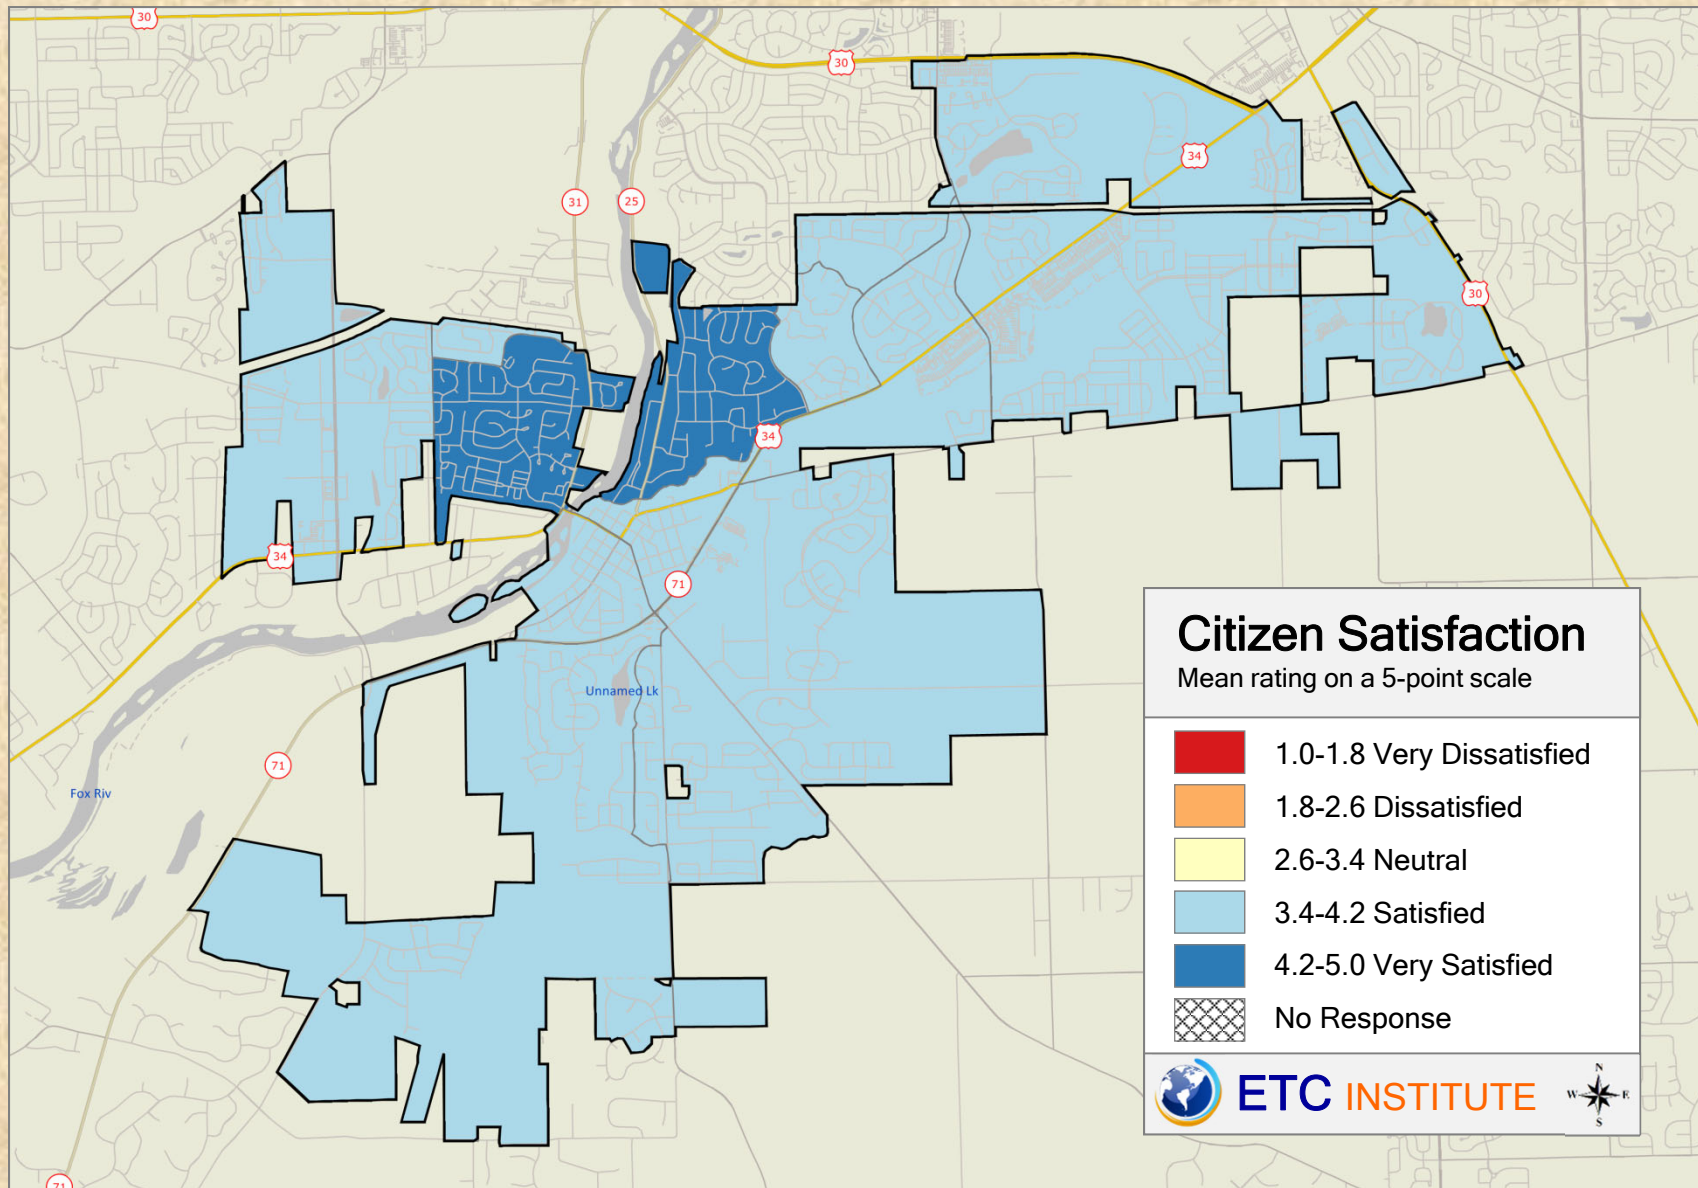 30
30
34
31
25
30
34
34
71
Unnamed Lk
71
Fox Riv
71
Citizen Satisfaction
Mean rating on a 5-point scale
1.0-1.8 Very Dissatisfied
1.8-2.6 Dissatisfied
2.6-3.4 Neutral
3.4-4.2 Satisfied
4.2-5.0 Very Satisfied
No Response
ETC INSTITUTE
N
W E
S